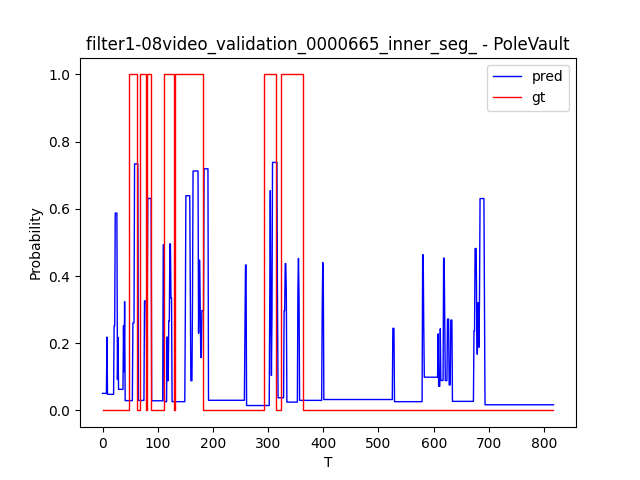 filter1-08video_validation_0000665_inner_seg_ - PoleVault
pred
gt
1.0
0.8
0.6
0.4
0.2
0.0
Probability
0 100 200 300 400 500 600 700 800
T